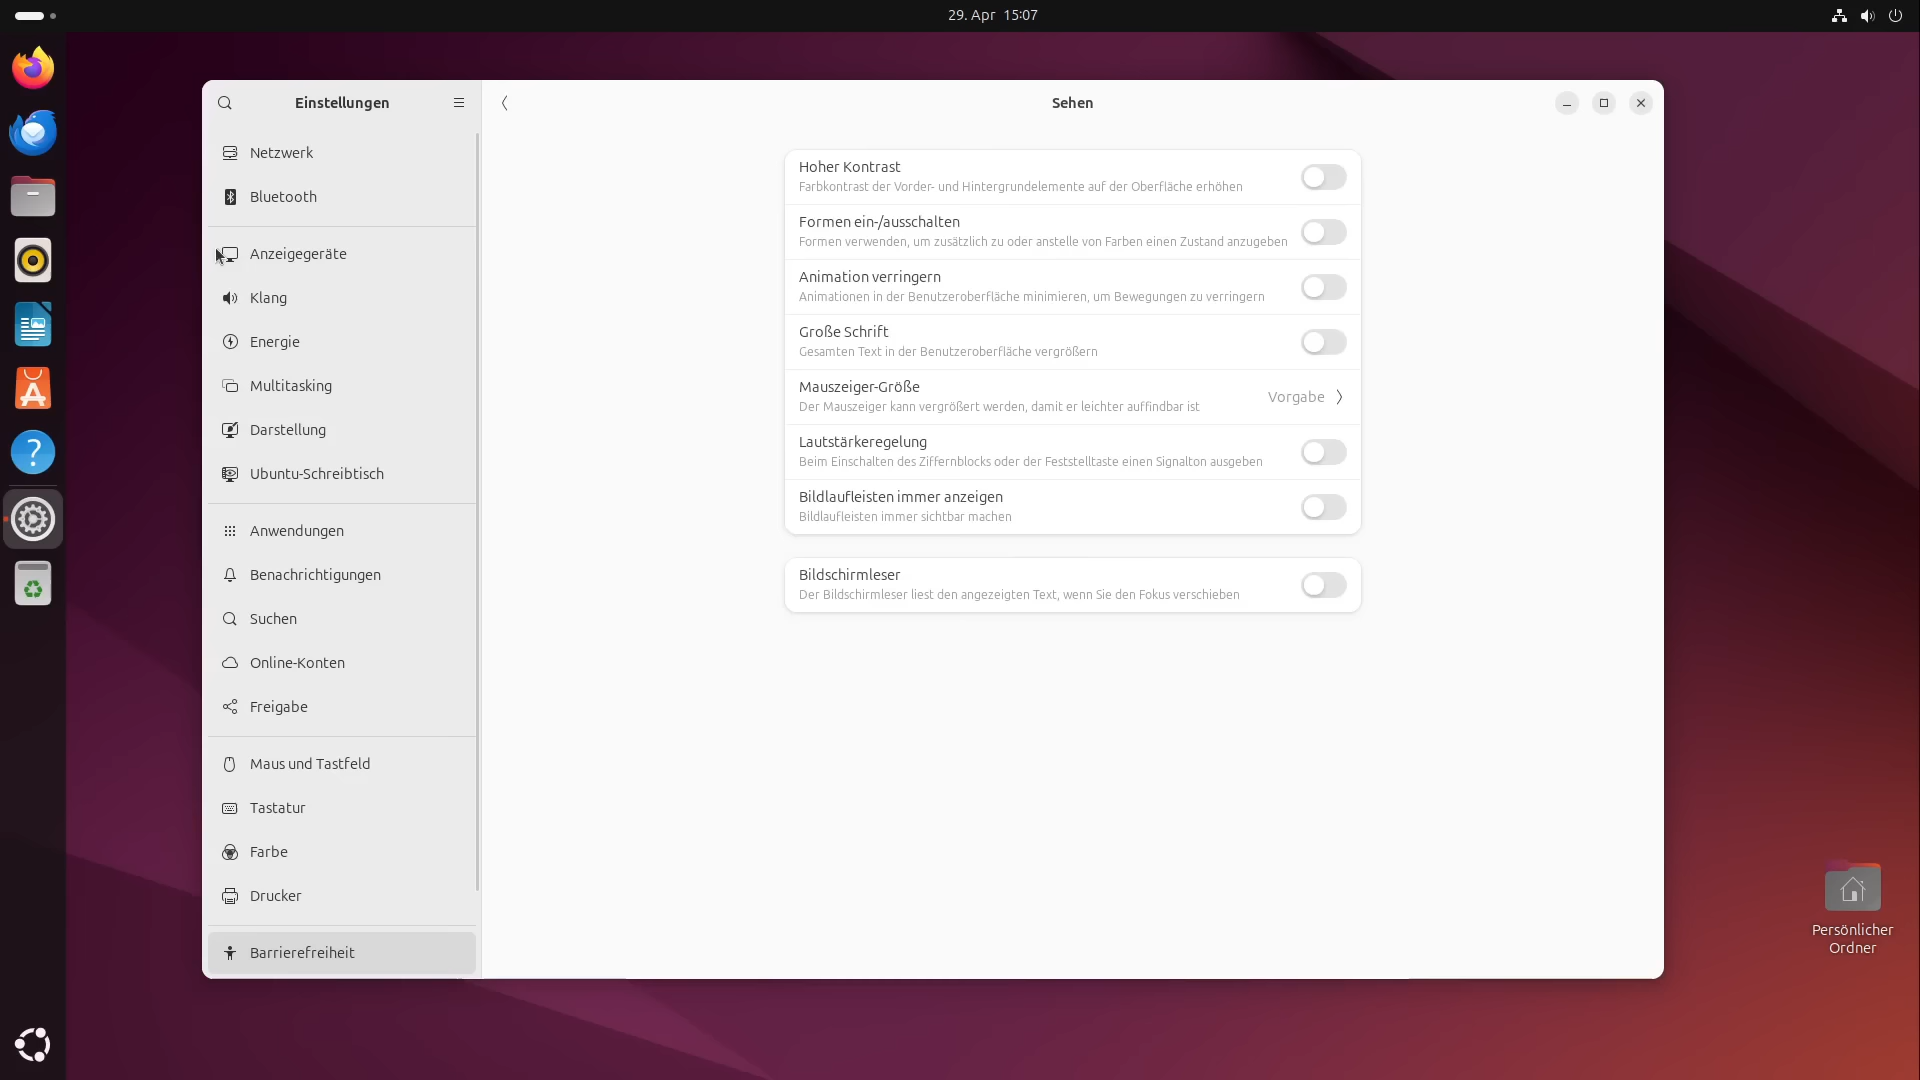 29. Apr 15:07
Einstellungen
Netzwerk
Bluetooth
Anzeigegeräte
Klang
Energie
Multitasking
Darstellung
Ubuntu-Schreibtisch
Anwendungen
Benachrichtigungen
Suchen
Online-Konten
Freigabe
Maus und Tastfeld
Tastatur
Farbe
Drucker
Barrierefreiheit
Sehen
Hoher Kontrast
Farbkontrast der Vorder- und Hintergrundelemente auf der Oberfläche erhöhen
Formen ein-/ausschalten
Formen verwenden, um zusätzlich zu oder anstelle von Farben einen Zustand anzugeben
Animation verringern
Animationen in der Benutzeroberfläche minimieren, um Bewegungen zu verringern
Große Schrift
Gesamten Text in der Benutzeroberfläche vergrößern
Mauszeiger-Größe
Der Mauszeiger kann vergrößert werden, damit er leichter auffindbar ist
Vorgabe
Lautstärkeregelung
Beim Einschalten des Ziffernblocks oder der Feststelltaste einen Signalton ausgeben
Bildlaufleisten immer anzeigen
Bildlaufleisten immer sichtbar machen
Bildschirmleser
Der Bildschirmleser liest den angezeigten Text, wenn Sie den Fokus verschieben
Persönlicher
Ordner